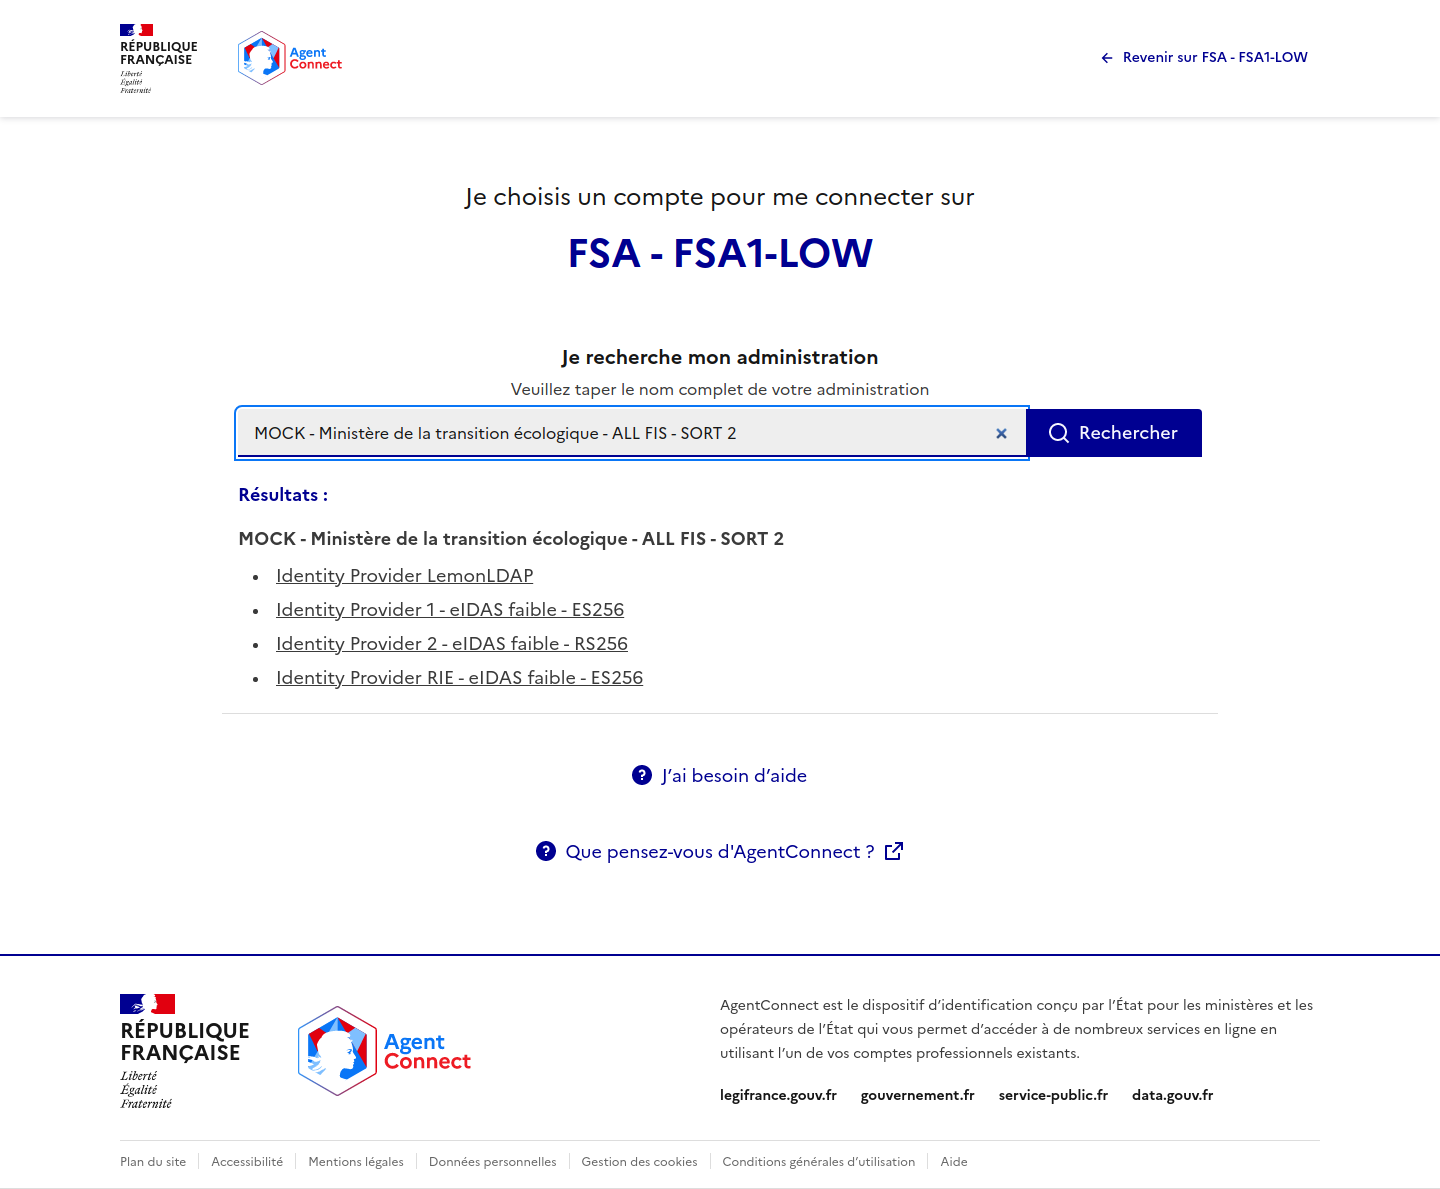 RÉPUBLIQUE
FRANÇAISE
Liberté
Égalité
Fraternité
Agent
Connect
Revenir sur FSA - FSA1-LOW
Je choisis un compte pour me connecter sur
FSA - FSA1-LOW
Je recherche mon administration
Veuillez taper le nom complet de votre administration
MOCK - Ministère de la transition écologique - ALL FIS - SORT 2
Rechercher
Résultats :
MOCK - Ministère de la transition écologique - ALL FIS - SORT 2
Identity Provider LemonLDAP
Identity Provider 1 - eIDAS faible - ES256
Identity Provider 2 - eIDAS faible - RS256
Identity Provider RIE - eIDAS faible - ES256
J’ai besoin d’aide
Que pensez-vous d'AgentConnect ?
RÉPUBLIQUE
FRANÇAISE
Liberté
Égalité
Fraternité
Agent
Connect
AgentConnect est le dispositif d’identification conçu par l’État pour les ministères et les
opérateurs de l’État qui vous permet d’accéder à de nombreux services en ligne en
utilisant l’un de vos comptes professionnels existants.
legifrance.gouv.fr gouvernement.fr service-public.fr data.gouv.fr
Plan du site Accessibilité Mentions légales Données personnelles Gestion des cookies Conditions générales d’utilisation Aide